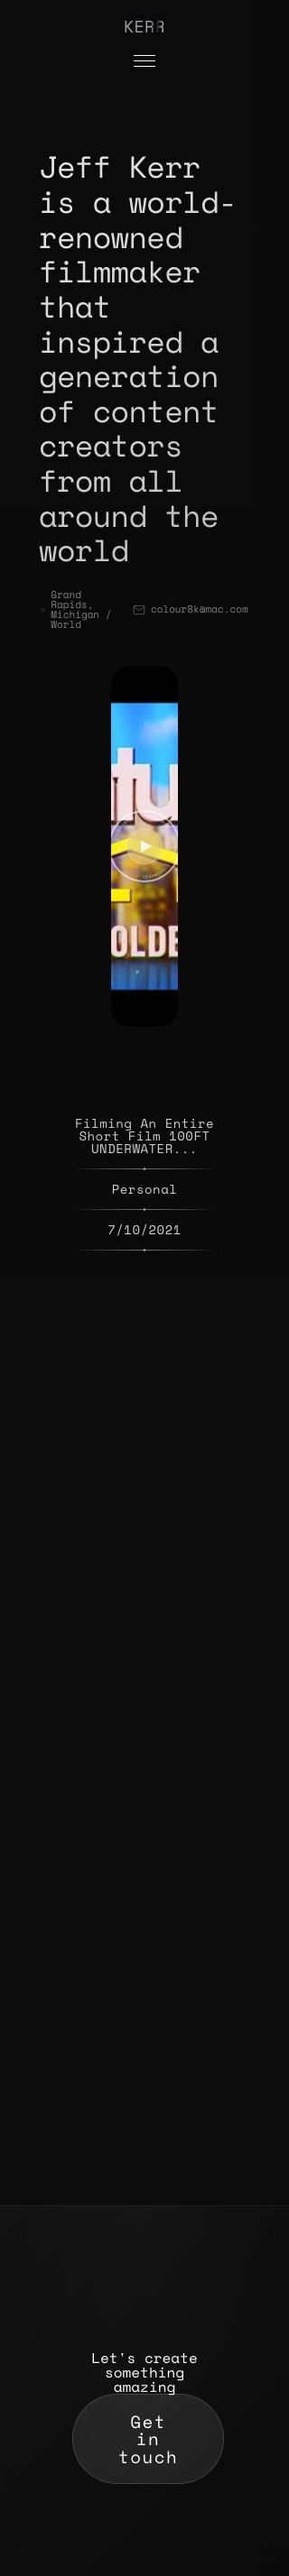 KERR
Jeff Kerr
is a world-
renowned
filmmaker
that
inspired a
generation
of content
creators
from all
around the
world
Grand
Rapids,
Michigan /
World
colour8k@mac.com
OLDE
Filming An Entire
Short Film 100FT
UNDERWATER...
Personal
7/10/2021
Let's create
something
amazing
Get
in
touch